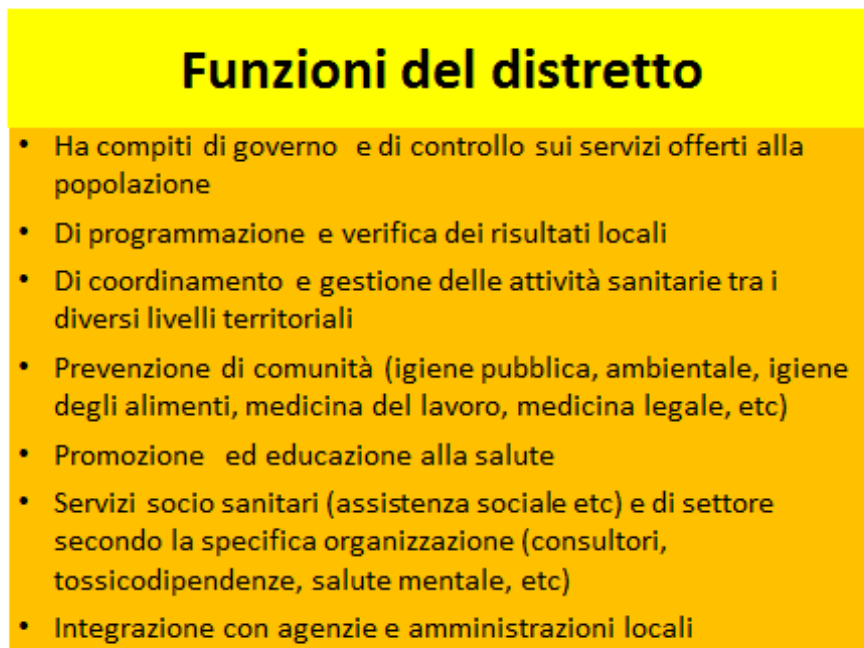 Funzioni del distretto
• Ha compiti di governo e di controllo sui servizi offerti alla
popolazione
• Di programmazione e verifica dei risultati locali
• Di coordinamento e gestione delle attività sanitarie tra i
diversi livelli territoriali
• Prevenzione di comunità (igiene pubblica, ambientale, igiene
degli alimenti, medicina del lavoro, medicina legale, etc)
• Promozione ed educazione alla salute
• Servizi socio sanitari (assistenza sociale etc) e di settore
secondo la specifica organizzazione (consultori,
tossicodipendenze, salute mentale, etc)
• Integrazione con agenzie e amministrazioni locali